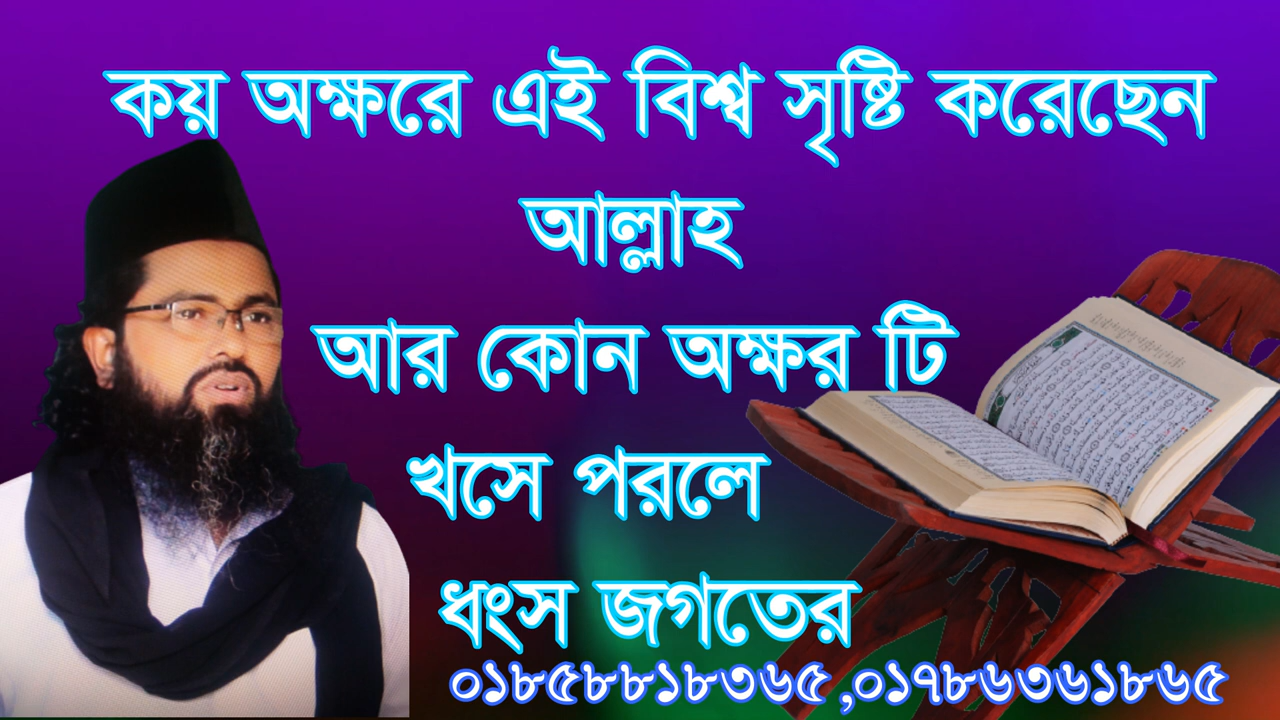 কয় অক্ষরে এই বিশ্ব সৃষ্টি করেছেন
আল্লাহ
আর কোন অক্ষর টি
খসে পরলে
ধংস জগতের
০১৮৫৮৮১৮৩৬৫ ,০১৭৮৬৩৬১৮৬৫